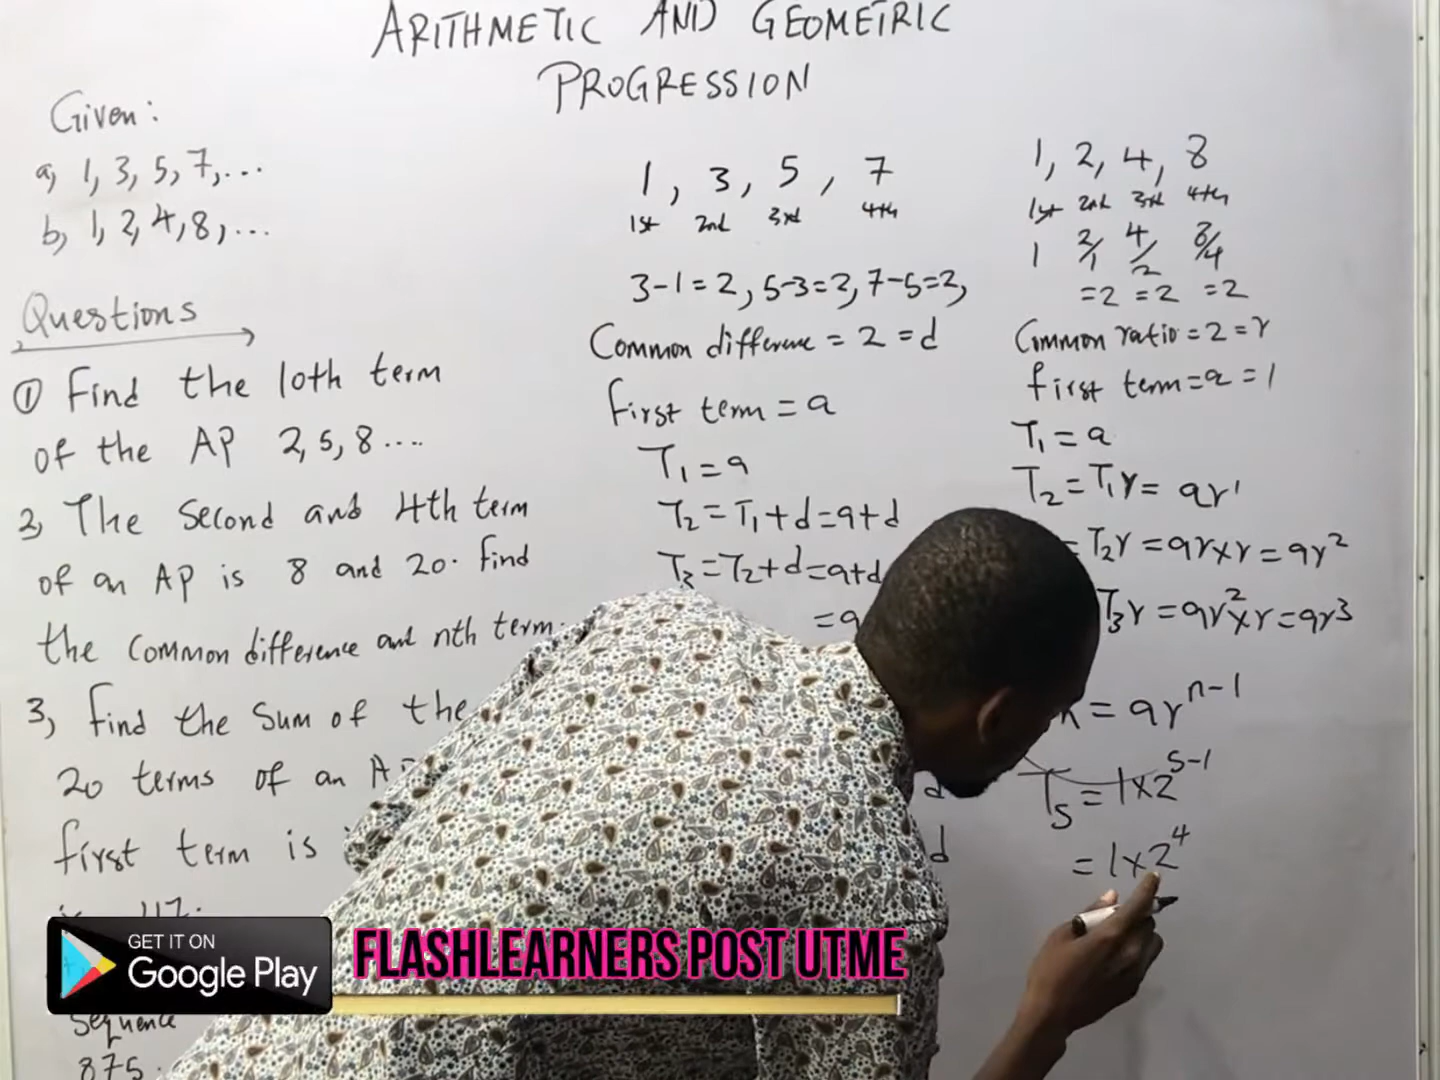 ARITHMETIC AND GEOMETRIC
PROGRESSION
Given:
a, 1, 3, 5, 7, ...
b, 1, 2, 4, 8, ...
Questions
① Find the 10th term
of the AP 2, 5, 8 ....
2, The Second and 4th term
of an AP is 8 and 20. find
the common difference and nth term.
3, find the Sum of the
20 terms of an A
first term is
117.
Sequence
875.
1, 3, 5, 7
1st 2nd 3rd 4th
3-1=2, 5-3=2, 7-5=2,
Common difference = 2 = d
first term = a
T₁ = a
T₂ = T₁+d = a+d
T₃ = T₂+d = a+d
= a
d
d
1, 2, 4, 8
1st 2nd 3rd 4th
1 2/1 4/2 8/4
=2 =2 =2
Common ratio = 2 = r
first term = a = 1
T₁ = a
T₂ = T₁r = ar¹
= T₂r = ar×r = ar²
T₃r = ar²×r = ar³
= ar^(n-1)
T₅ = 1×2^(5-1)
= 1×2⁴
GET IT ON
Google Play
FLASHLEARNERS POST UTME